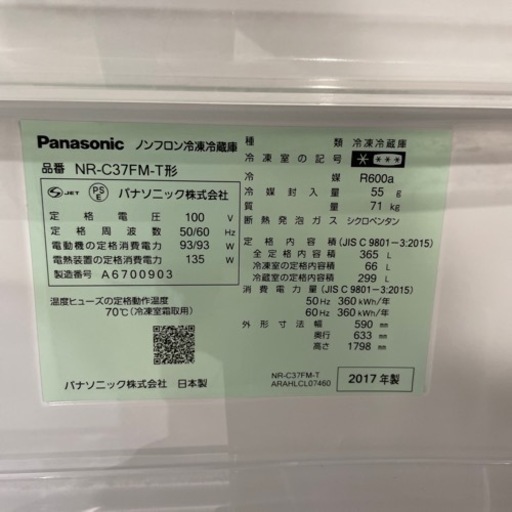 Panasonic ノンフロン冷凍冷蔵庫
品番 NR-C37FM-T形
JET PSE パナソニック株式会社
定格電圧 100 V
定格周波数 50/60 Hz
電動機の定格消費電力 93/93 W
電熱装置の定格消費電力 135 W
製造番号 A6700903
温度ヒューズの定格動作温度
70℃(冷凍室霜取用)
パナソニック株式会社 日本製
種類 冷凍冷蔵庫
冷凍室の記号 ****
冷媒 R600a
冷媒封入量 55 g
質量 71 kg
断熱発泡ガス シクロペンタン
定格内容積 (JIS C 9801-3:2015)
全定格内容積 365 L
冷凍室の定格内容積 66 L
冷蔵室の定格内容積 299 L
消費電力量 (JIS C 9801-3:2015)
50Hz 360 kWh/年
60Hz 360 kWh/年
外形寸法 幅 590 mm
奥行 633 mm
高さ 1798 mm
NR-C37FM-T
ARAHLCL07460
2017年製